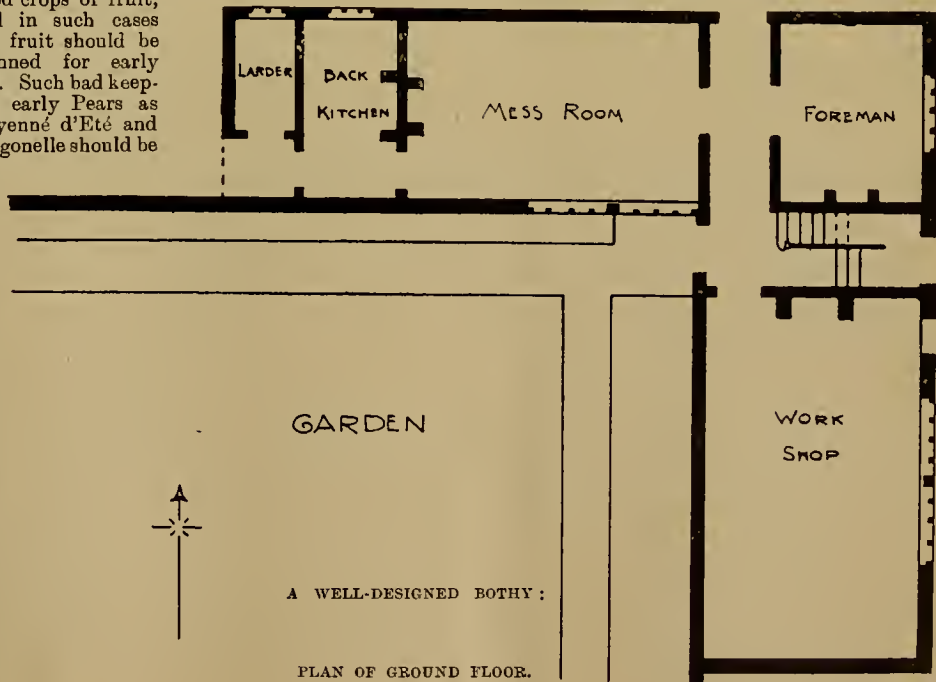 ed crops of fruit,
d in such cases
fruit should be
nned for early
. Such bad keep-
early Pears as
yenné d'Eté and
gonelle should be
LARDER
BACK
KITCHEN
MESS ROOM
FOREMAN
GARDEN
WORK
SHOP
A WELL-DESIGNED BOTHY:
PLAN OF GROUND FLOOR.